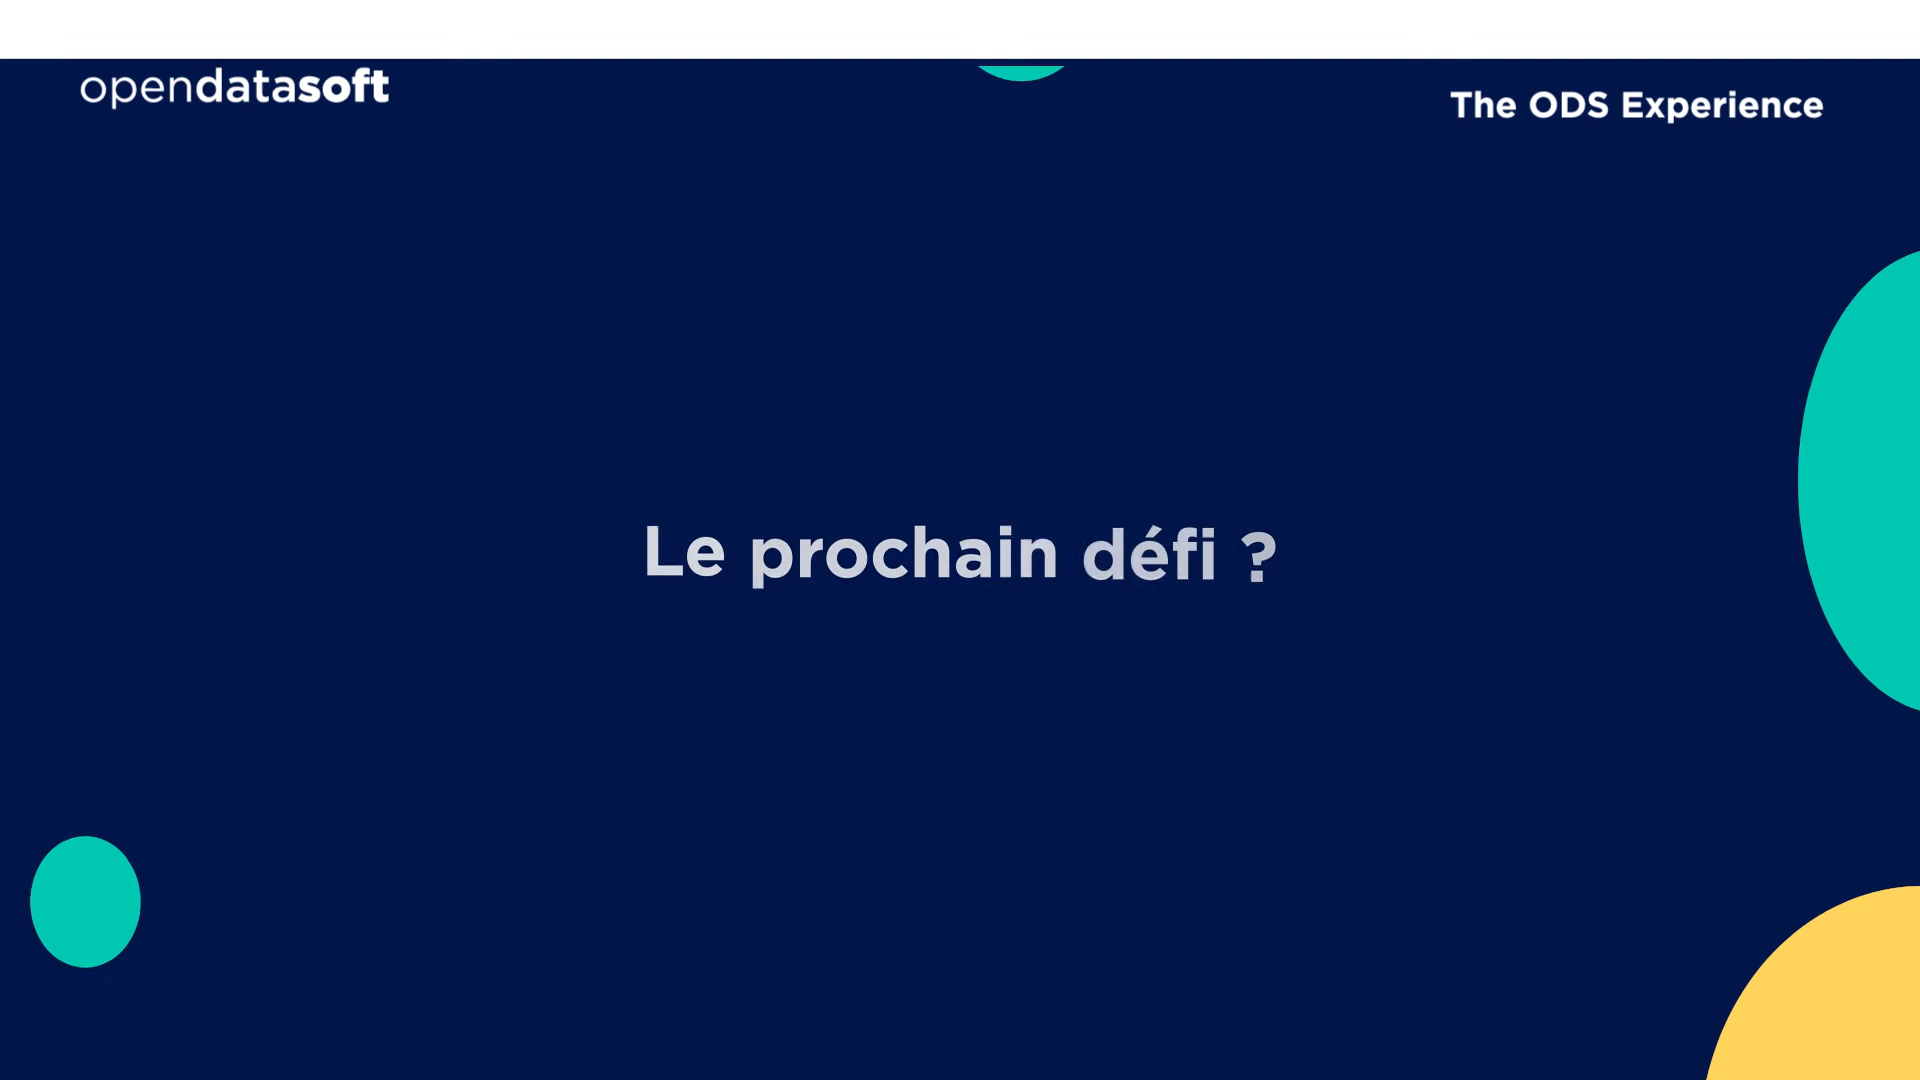 opendatasoft
The ODS Experience
Le prochain défi ?